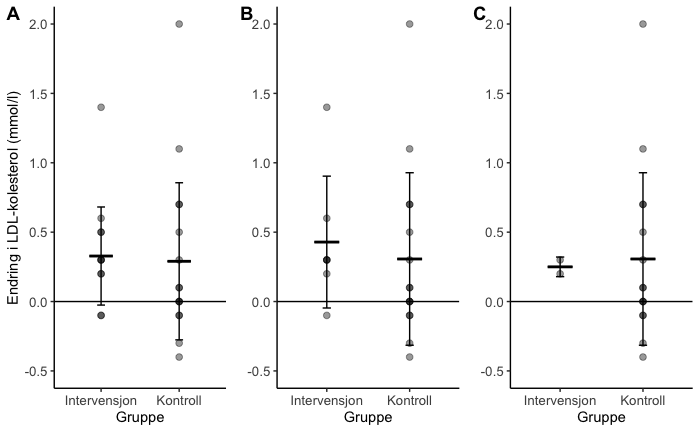 A
B
C
Endring i LDL-kolesterol (mmol/l)
2.0
1.5
1.0
0.5
0.0
-0.5
Intervensjon Kontroll
Gruppe
2.0
1.5
1.0
0.5
0.0
-0.5
Intervensjon Kontroll
Gruppe
2.0
1.5
1.0
0.5
0.0
-0.5
Intervensjon Kontroll
Gruppe